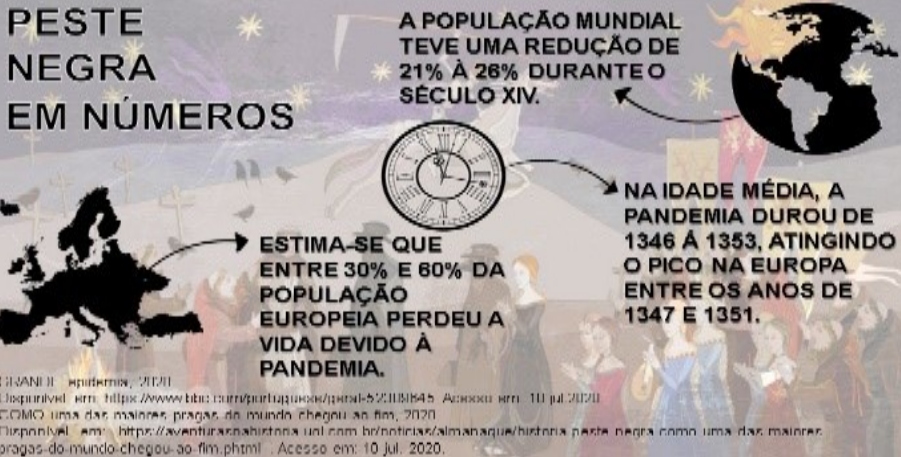 PESTE
NEGRA
EM NÚMEROS
A POPULAÇÃO MUNDIAL
TEVE UMA REDUÇÃO DE
21% À 26% DURANTE O
SÉCULO XIV.
NA IDADE MÉDIA, A
PANDEMIA DUROU DE
1346 Á 1353, ATINGINDO
O PICO NA EUROPA
ENTRE OS ANOS DE
1347 E 1351.
ESTIMA-SE QUE
ENTRE 30% E 60% DA
POPULAÇÃO
EUROPEIA PERDEU A
VIDA DEVIDO À
PANDEMIA.
GRANDE epidemia, 2020
Disponível em: https://www.bbc.com/portuguese/geral-52309645 Acesso em: 10 jul.2020
COMO uma das maiores pragas do mundo chegou ao fim, 2020
Disponível em: https://aventurasnahistoria.uol.com.br/noticias/almanaque/historia-peste-negra-como-uma-das-maiores
pragas-do-mundo-chegou-ao-fim.phtml . Acesso em: 10 jul. 2020.